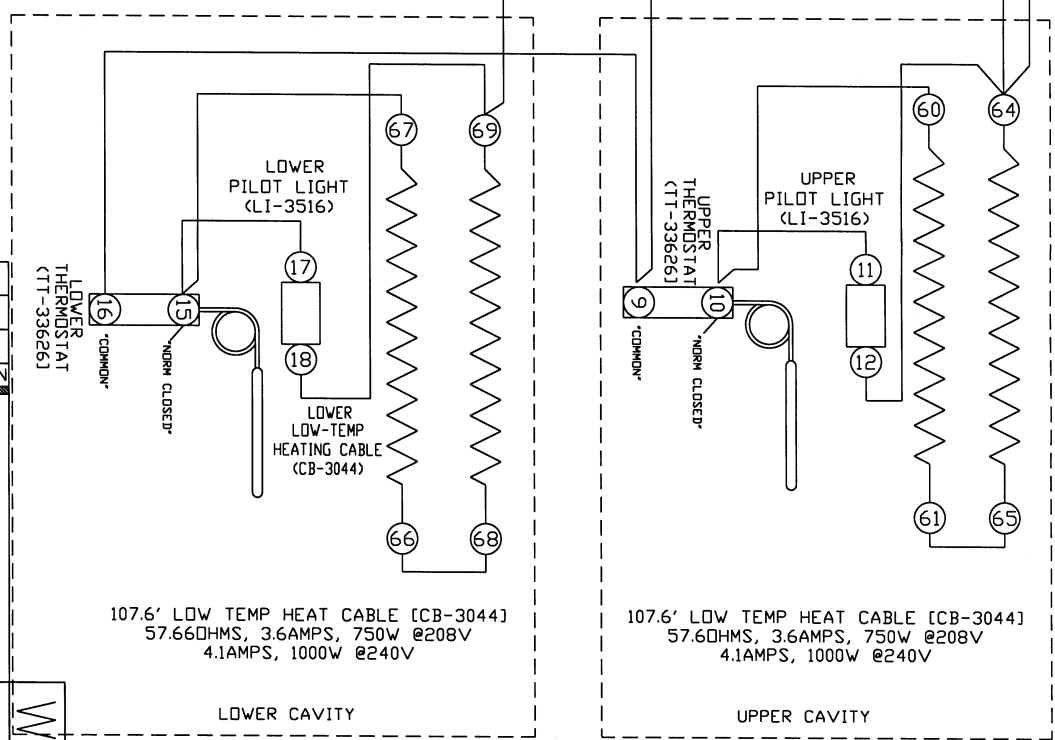 LOWER
THERMOSTAT
(TT-33626]
16
"COMMON"
15
"NORM CLOSED"
LOWER
PILOT LIGHT
(LI-3516)
17
18
LOWER
LOW-TEMP
HEATING CABLE
(CB-3044)
67
69
66
68
107.6' LOW TEMP HEAT CABLE [CB-3044]
57.66OHMS, 3.6AMPS, 750W @208V
4.1AMPS, 1000W @240V
LOWER CAVITY
UPPER
THERMOSTAT
(TT-33626]
9
"COMMON"
10
"NORM CLOSED"
UPPER
PILOT LIGHT
(LI-3516)
11
12
60
64
61
65
107.6' LOW TEMP HEAT CABLE [CB-3044]
57.6OHMS, 3.6AMPS, 750W @208V
4.1AMPS, 1000W @240V
UPPER CAVITY